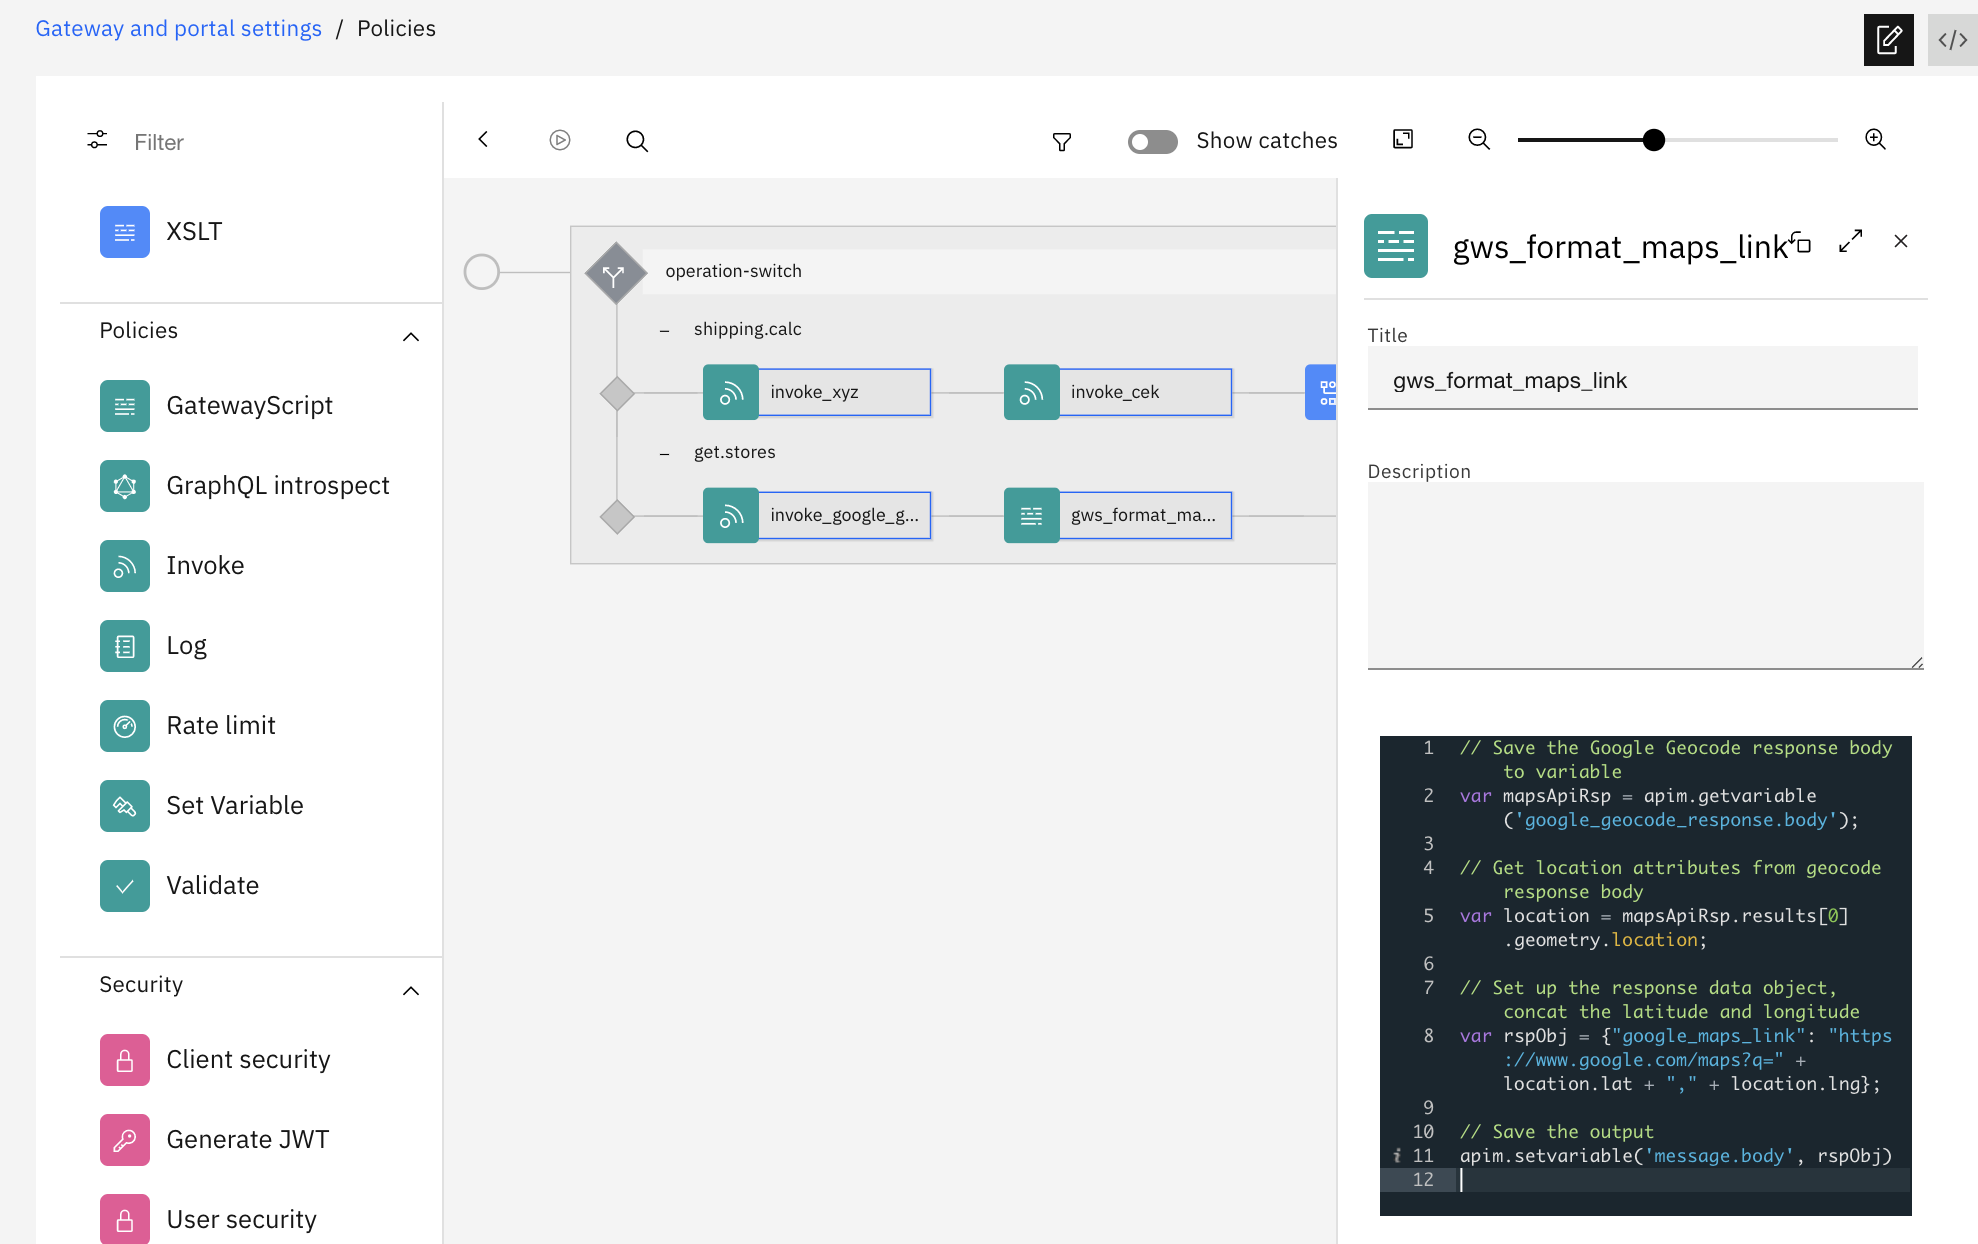 Gateway and portal settings / Policies
Filter
Show catches
XSLT
Policies
GatewayScript
GraphQL introspect
Invoke
Log
Rate limit
Set Variable
Validate
Security
Client security
Generate JWT
User security
operation-switch
– shipping.calc
invoke_xyz
invoke_cek
– get.stores
invoke_google_g...
gws_format_ma...
gws_format_maps_link
Title
gws_format_maps_link
Description
1 // Save the Google Geocode response body
to variable
2 var mapsApiRsp = apim.getvariable
('google_geocode_response.body');
3
4 // Get location attributes from geocode
response body
5 var location = mapsApiRsp.results[0]
.geometry.location;
6
7 // Set up the response data object,
concat the latitude and longitude
8 var rspObj = {"google_maps_link": "https
://www.google.com/maps?q=" +
location.lat + "," + location.lng};
9
10 // Save the output
i 11 apim.setvariable('message.body', rspObj)
12